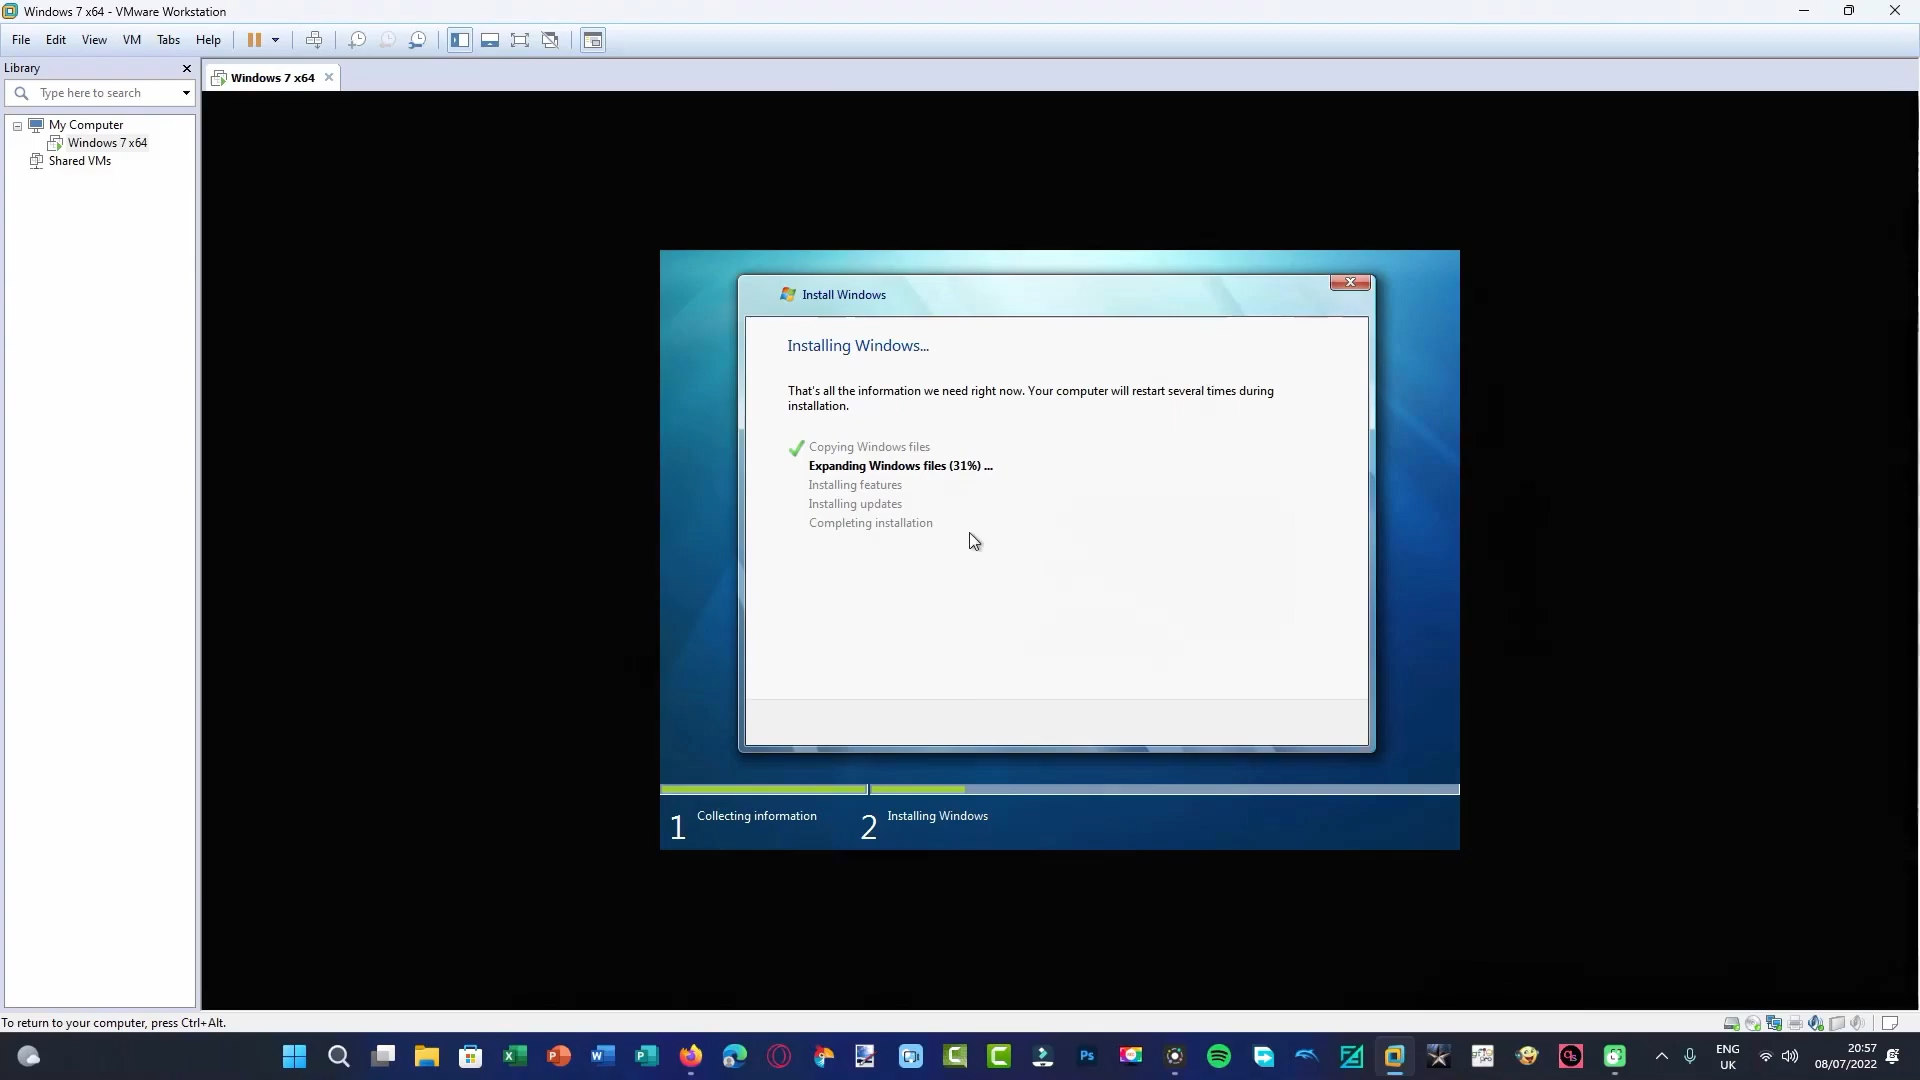 Windows 7 x64 - VMware Workstation
File Edit View VM Tabs Help
Library
Windows 7 x64
Type here to search
My Computer
Windows 7 x64
Shared VMs
Install Windows
Installing Windows...
That's all the information we need right now. Your computer will restart several times during
installation.
Copying Windows files
Expanding Windows files (31%) ...
Installing features
Installing updates
Completing installation
1 Collecting information
2 Installing Windows
To return to your computer, press Ctrl+Alt.
Ps
ENG
UK
20:57
08/07/2022